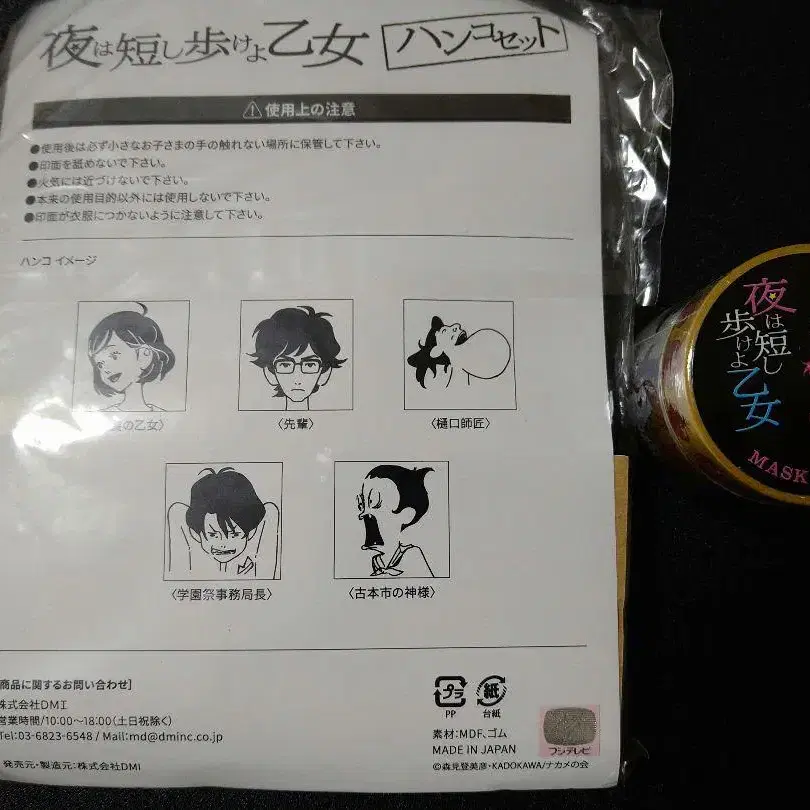 夜は短し歩けよ乙女 ハンコセット
使用上の注意
●使用後は必ず小さなお子さまの手の触れない場所に保管して下さい。
●印面を舐めないで下さい。
●火気には近づけないで下さい。
●本来の使用目的以外には使用しないで下さい。
●印面が衣服につかないように注意して下さい。
ハンコ イメージ
の乙女〉
〈先輩〉
〈樋口師匠〉
〈学園祭事務局長〉
〈古本市の神様〉
商品に関するお問い合わせ]
株式会社DMI
営業時間/10:00〜18:00(土日祝除く)
Tel:03-6823-6548 / Mail:md@dminc.co.jp
発売元・製造元:株式会社DMI
プラ
PP
紙
台紙
素材:MDF、ゴム
MADE IN JAPAN
フジテレビ
©森見登美彦・KADOKAWA/ナカメの会
夜は短し
歩けよ
乙女
MASK